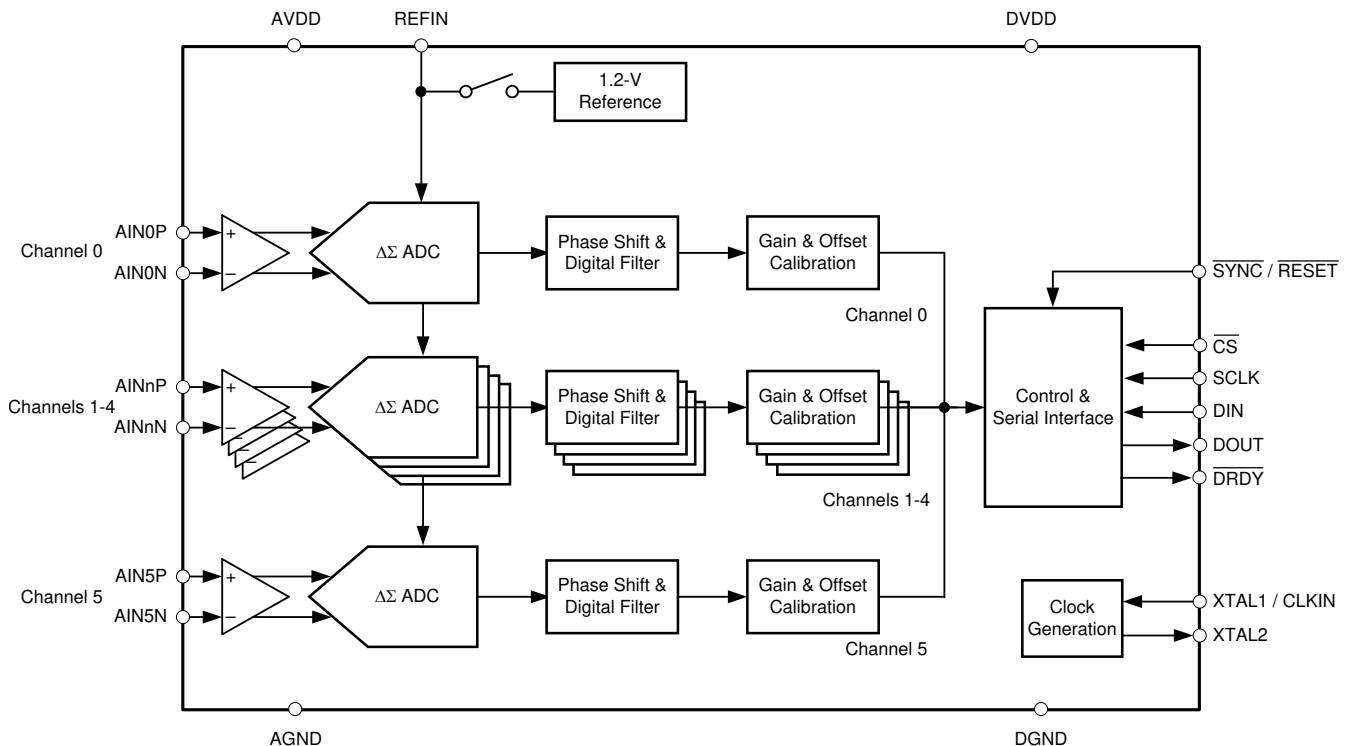 AVDD
REFIN
DVDD
1.2-V
Reference
Channel 0
AIN0P
AIN0N
+
−
ΔΣ ADC
Phase Shift &
Digital Filter
Gain & Offset
Calibration
Channel 0
SYNC / RESET
Channels 1-4
AINnP
AINnN
+
−
−
−
−
ΔΣ ADC
Phase Shift &
Digital Filter
Gain & Offset
Calibration
Channels 1-4
Control &
Serial Interface
CS
SCLK
DIN
DOUT
DRDY
Channel 5
AIN5P
AIN5N
+
−
ΔΣ ADC
Phase Shift &
Digital Filter
Gain & Offset
Calibration
Channel 5
Clock
Generation
XTAL1 / CLKIN
XTAL2
AGND
DGND